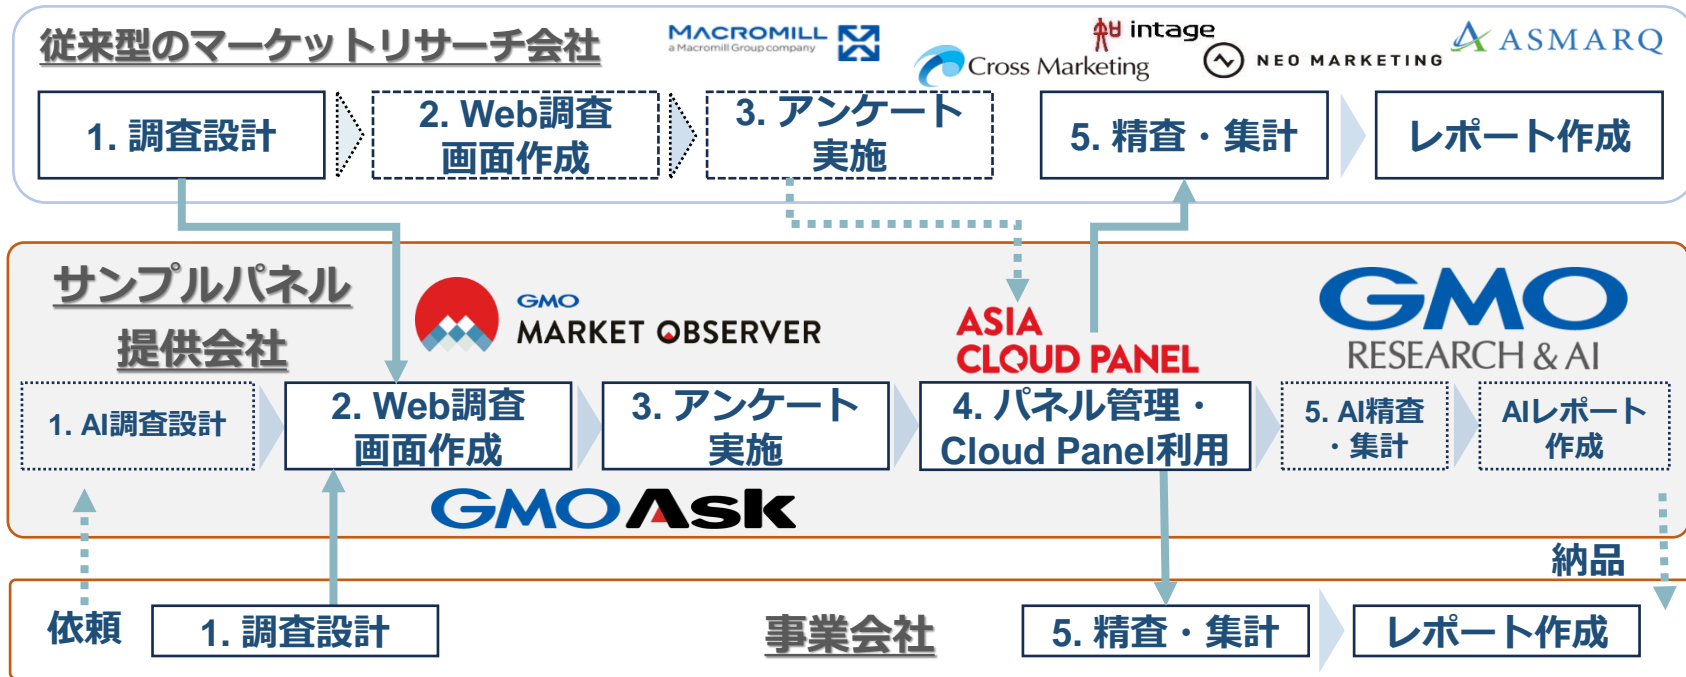 従来型のマーケットリサーチ会社
MACROMILL
a Macromill Group company
Cross Marketing
intage
NEO MARKETING
ASMARQ
1. 調査設計
2. Web調査
画面作成
3. アンケート
実施
5. 精査・集計
レポート作成
サンプルパネル
提供会社
GMO
MARKET OBSERVER
ASIA
CLOUD PANEL
GMO
RESEARCH & AI
1. AI調査設計
2. Web調査
画面作成
3. アンケート
実施
4. パネル管理・
Cloud Panel利用
5. AI精査
・集計
AIレポート
作成
GMO Ask
納品
依頼
1. 調査設計
事業会社
5. 精査・集計
レポート作成